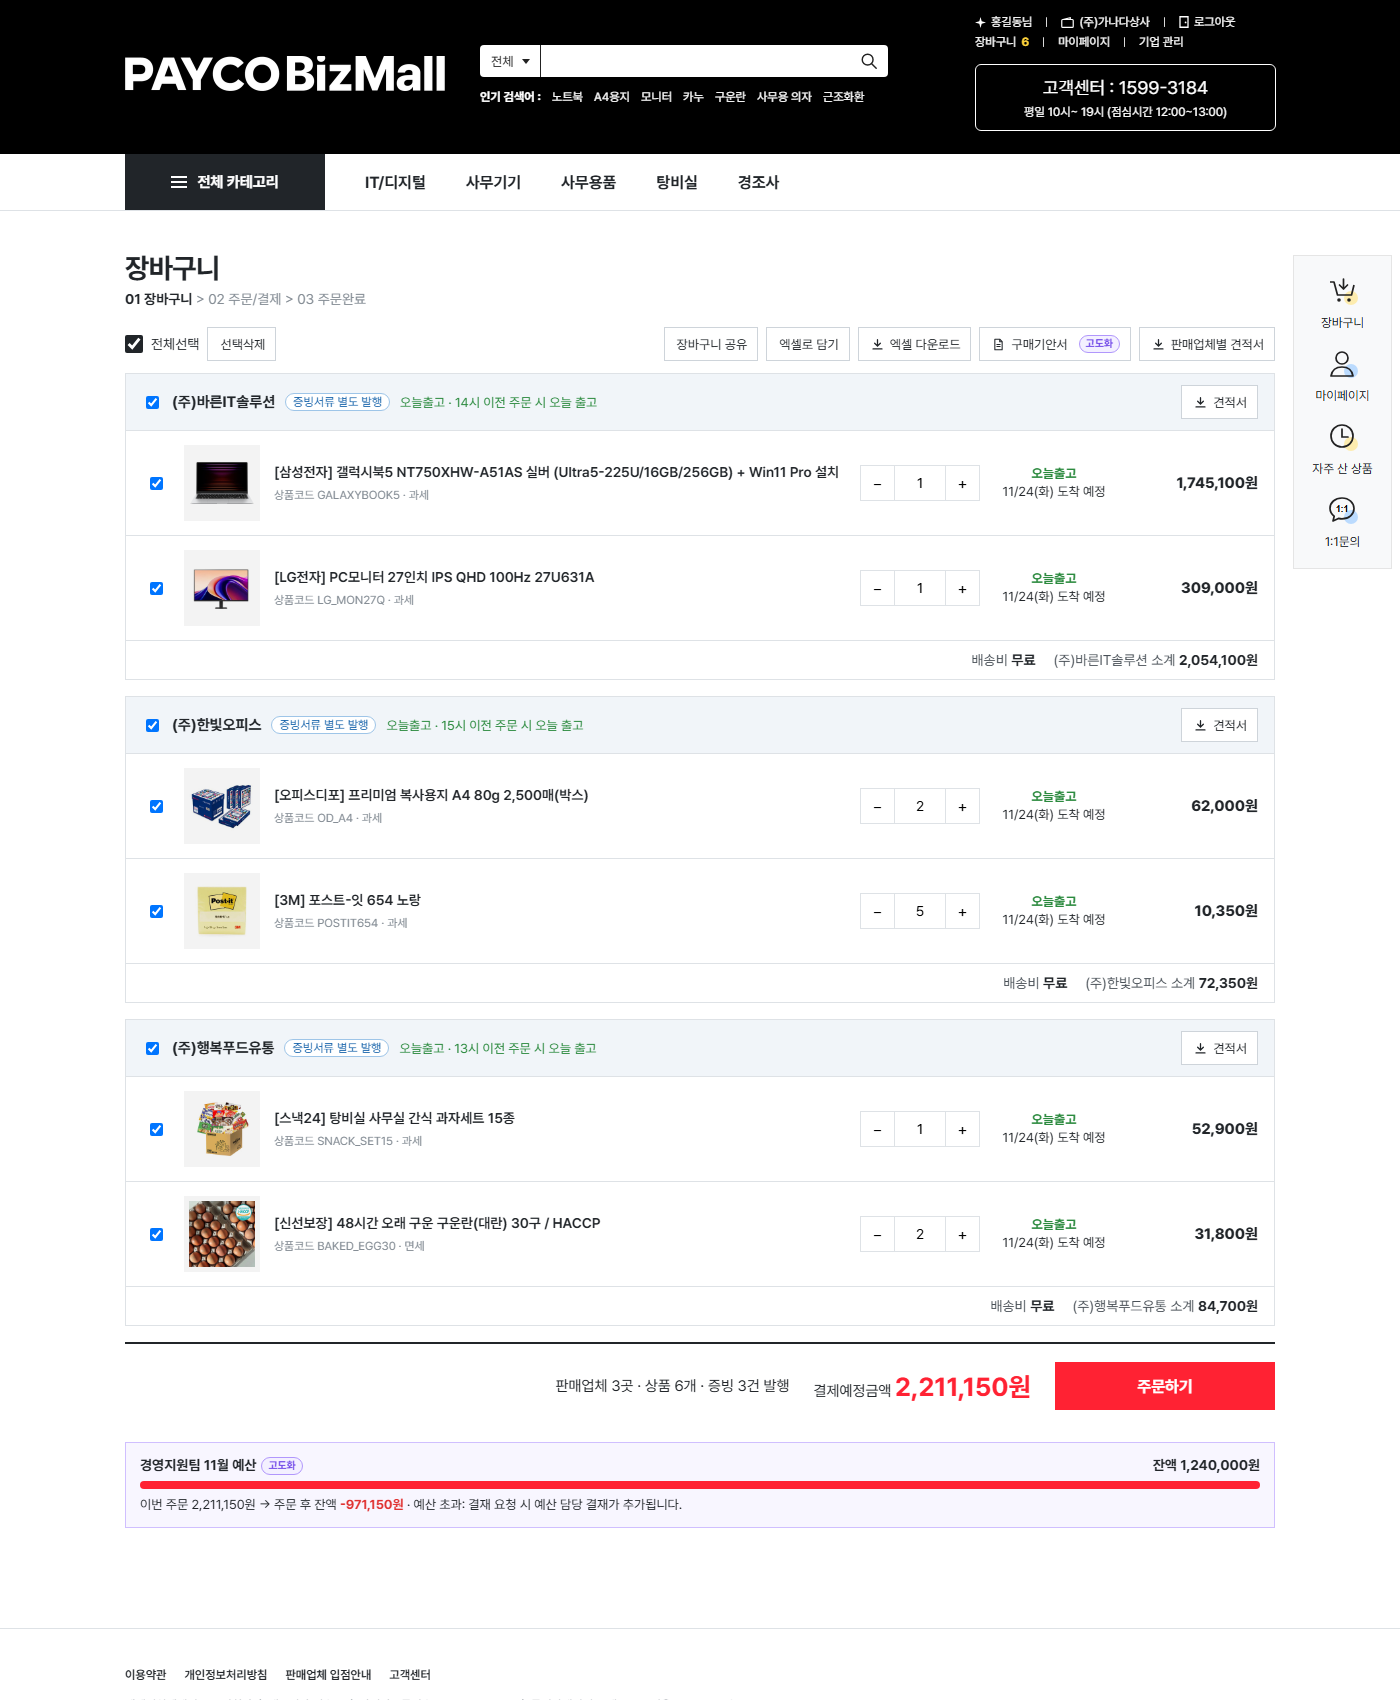 홍길동님 (주)가나다상사 로그아웃
장바구니 6 마이페이지 기업 관리
PAYCO BizMall
전체
인기 검색어 : 노트북 A4용지 모니터 카누 구운란 사무용 의자 근조화환
고객센터 : 1599-3184
평일 10시~ 19시 (점심시간 12:00~13:00)
전체 카테고리 IT/디지털 사무기기 사무용품 탕비실 경조사
장바구니
01 장바구니 > 02 주문/결제 > 03 주문완료
전체선택 선택삭제 장바구니 공유 엑셀로 담기 엑셀 다운로드 구매기안서 고도화 판매업체별 견적서
(주)바른IT솔루션 증빙서류 별도 발행 오늘출고 · 14시 이전 주문 시 오늘 출고 견적서
[삼성전자] 갤럭시북5 NT750XHW-A51AS 실버 (Ultra5-225U/16GB/256GB) + Win11 Pro 설치
상품코드 GALAXYBOOK5 · 과세
− 1 +
오늘출고
11/24(화) 도착 예정
1,745,100원
[LG전자] PC모니터 27인치 IPS QHD 100Hz 27U631A
상품코드 LG_MON27Q · 과세
− 1 +
오늘출고
11/24(화) 도착 예정
309,000원
배송비 무료 (주)바른IT솔루션 소계 2,054,100원
(주)한빛오피스 증빙서류 별도 발행 오늘출고 · 15시 이전 주문 시 오늘 출고 견적서
[오피스디포] 프리미엄 복사용지 A4 80g 2,500매(박스)
상품코드 OD_A4 · 과세
− 2 +
오늘출고
11/24(화) 도착 예정
62,000원
Post-it
[3M] 포스트-잇 654 노랑
상품코드 POSTIT654 · 과세
− 5 +
오늘출고
11/24(화) 도착 예정
10,350원
배송비 무료 (주)한빛오피스 소계 72,350원
(주)행복푸드유통 증빙서류 별도 발행 오늘출고 · 13시 이전 주문 시 오늘 출고 견적서
[스낵24] 탕비실 사무실 간식 과자세트 15종
상품코드 SNACK_SET15 · 과세
− 1 +
오늘출고
11/24(화) 도착 예정
52,900원
[신선보장] 48시간 오래 구운 구운란(대란) 30구 / HACCP
상품코드 BAKED_EGG30 · 면세
− 2 +
오늘출고
11/24(화) 도착 예정
31,800원
배송비 무료 (주)행복푸드유통 소계 84,700원
판매업체 3곳 · 상품 6개 · 증빙 3건 발행 결제예정금액 2,211,150원 주문하기
경영지원팀 11월 예산 고도화 잔액 1,240,000원
이번 주문 2,211,150원 → 주문 후 잔액 -971,150원 · 예산 초과: 결재 요청 시 예산 담당 결재가 추가됩니다.
장바구니
마이페이지
자주 산 상품
1:1
1:1문의
이용약관 개인정보처리방침 판매업체 입점안내 고객센터